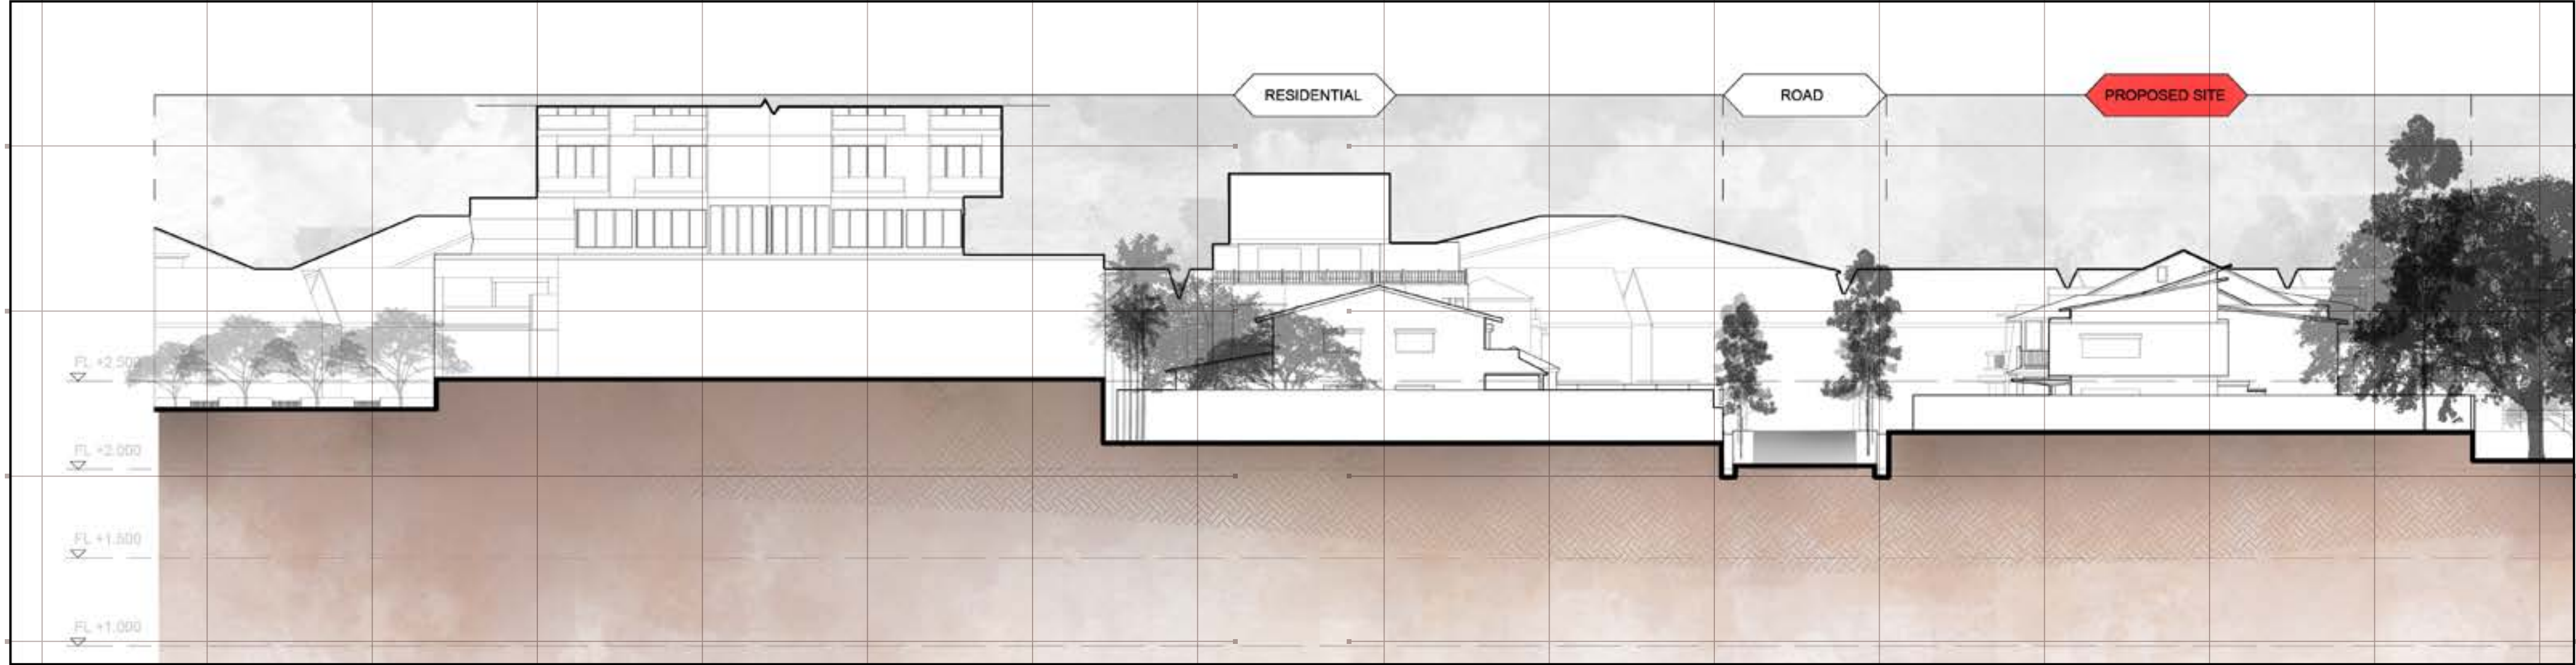 RESIDENTIAL
ROAD
PROPOSED SITE
FL +2.500
FL +2.000
FL +1.500
FL +1.000